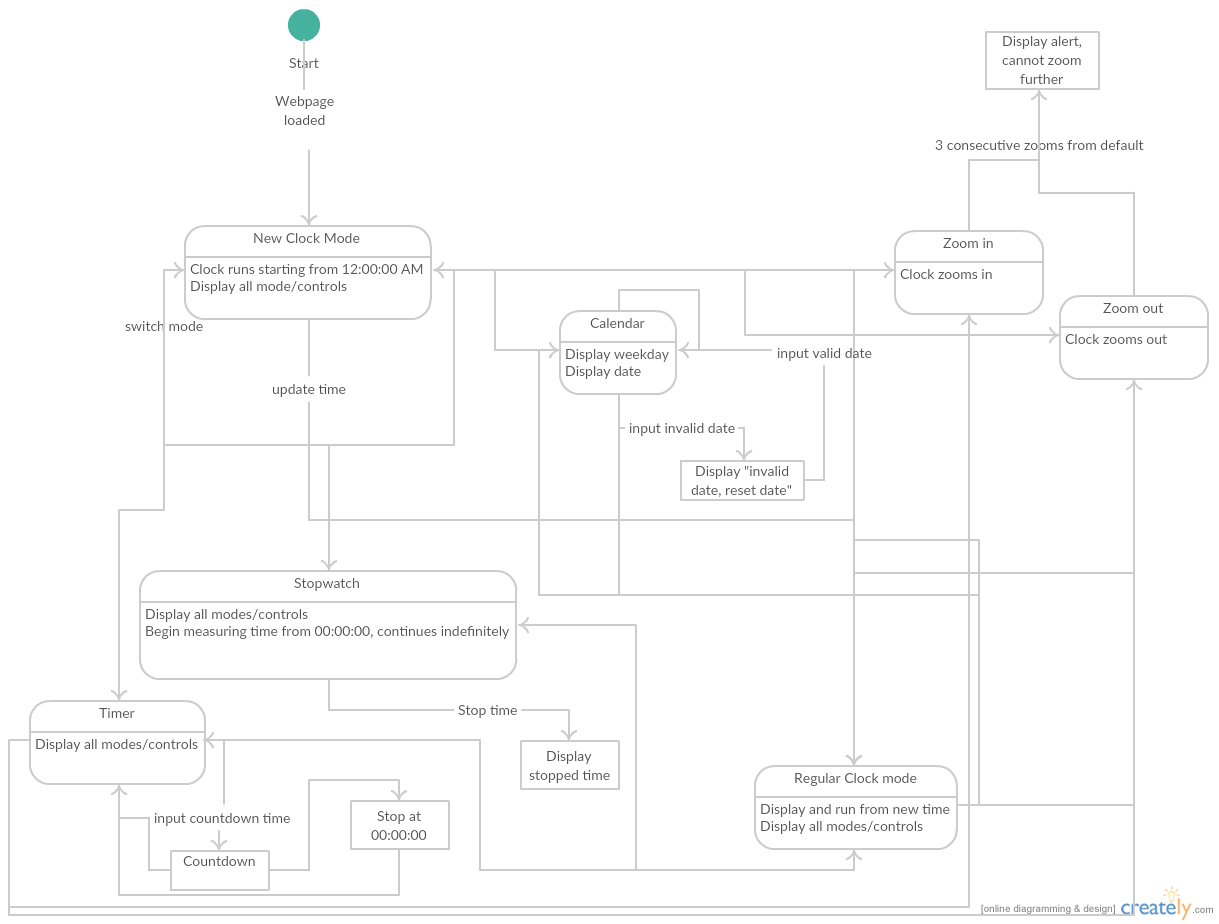 Start
Webpage
loaded
Display alert,
cannot zoom
further
3 consecutive zooms from default
New Clock Mode
Clock runs starting from 12:00:00 AM
Display all mode/controls
Zoom in
Clock zooms in
Zoom out
Clock zooms out
switch mode
Calendar
Display weekday
Display date
input valid date
update time
input invalid date
Display "invalid
date, reset date"
Stopwatch
Display all modes/controls
Begin measuring time from 00:00:00, continues indefinitely
Timer
Display all modes/controls
Stop time
Display
stopped time
Regular Clock mode
Display and run from new time
Display all modes/controls
input countdown time
Stop at
00:00:00
Countdown
[online diagramming & design] creately.com